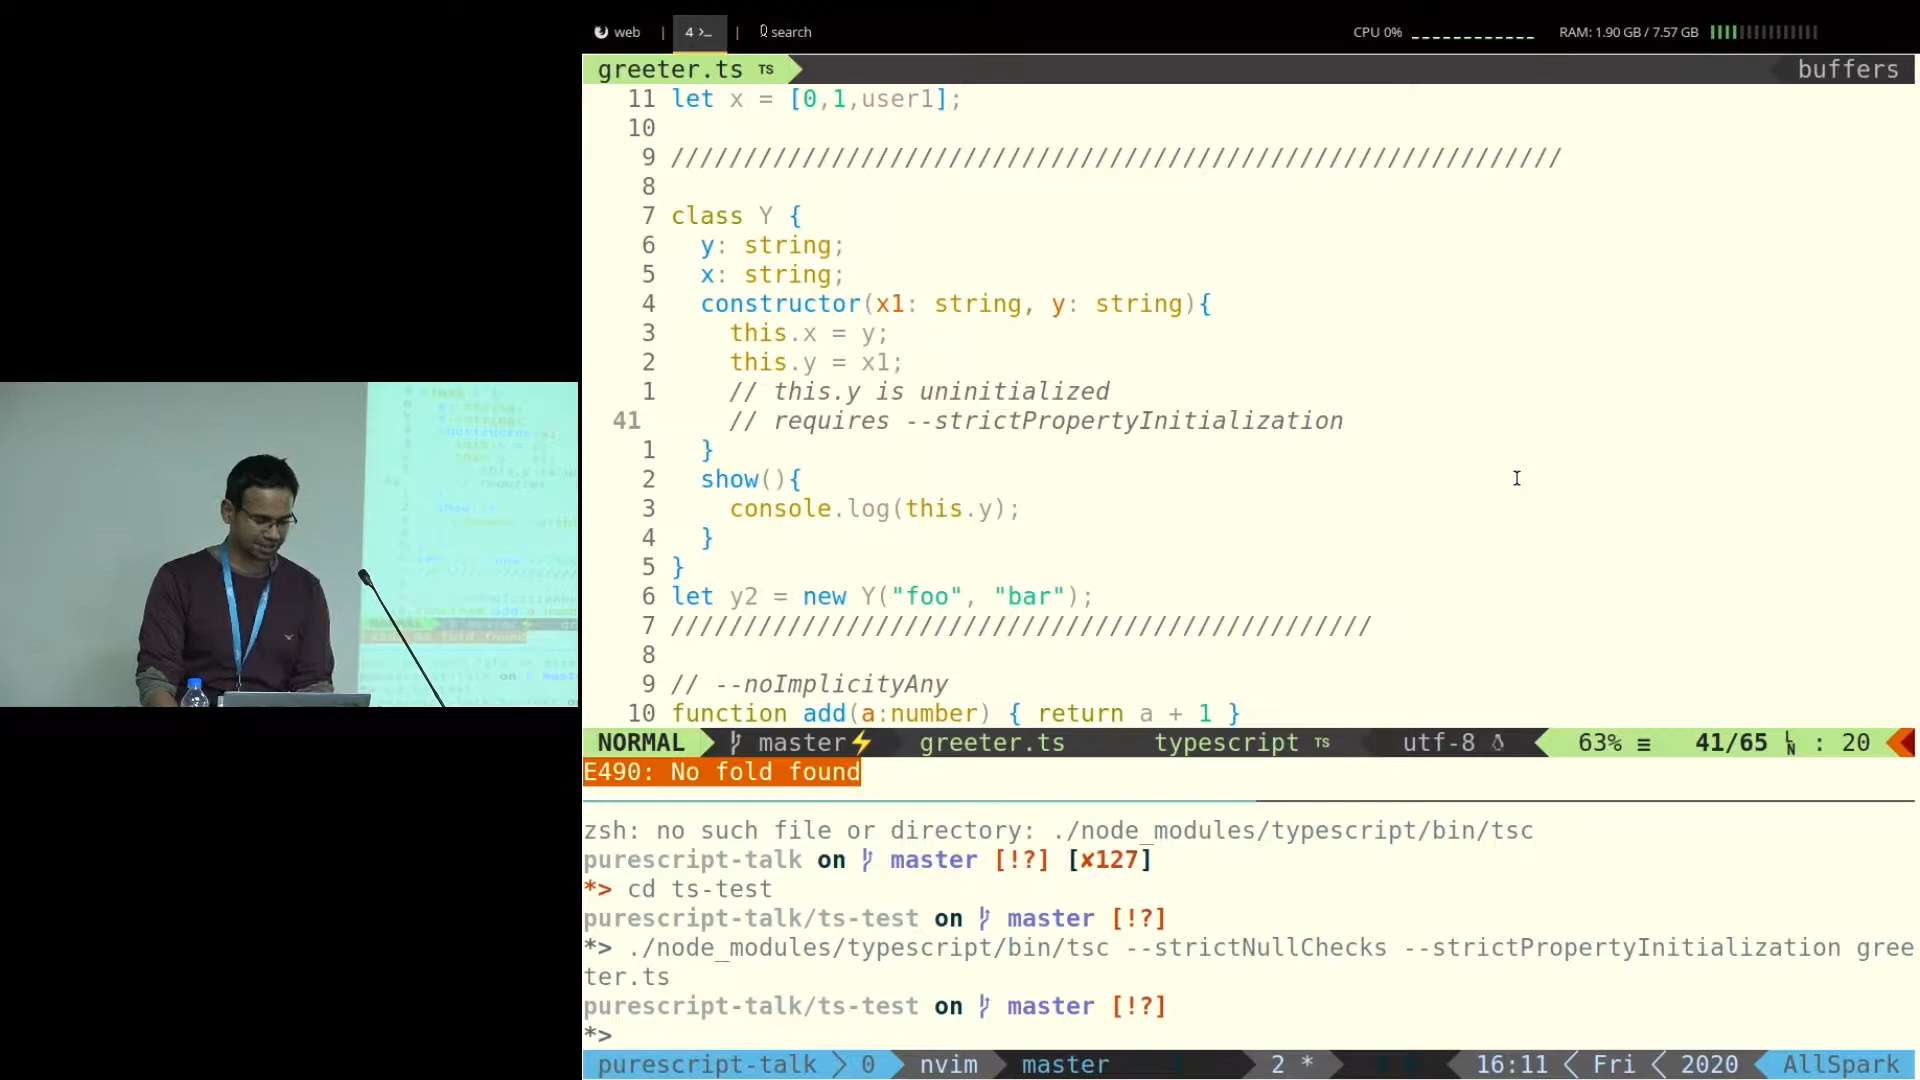 web | 4 >_ | search CPU 0% RAM: 1.90 GB / 7.57 GB
greeter.ts TS buffers
11 let x = [0,1,user1];
10
9 /////////////////////////////////////////////////////////////
8
7 class Y {
6 y: string;
5 x: string;
4 constructor(x1: string, y: string){
3 this.x = y;
2 this.y = x1;
1 // this.y is uninitialized
41 // requires --strictPropertyInitialization
1 }
2 show(){
3 console.log(this.y);
4 }
5 }
6 let y2 = new Y("foo", "bar");
7 ////////////////////////////////////////////////
8
9 // --noImplicityAny
10 function add(a:number) { return a + 1 }
NORMAL master⚡ greeter.ts typescript TS utf-8 63% ≡ 41/65 LN : 20
E490: No fold found
zsh: no such file or directory: ./node_modules/typescript/bin/tsc
purescript-talk on master [!?] [✘127]
*> cd ts-test
purescript-talk/ts-test on master [!?]
*> ./node_modules/typescript/bin/tsc --strictNullChecks --strictPropertyInitialization gree
ter.ts
purescript-talk/ts-test on master [!?]
*>
purescript-talk 0 nvim master 2 * 16:11 Fri 2020 AllSpark